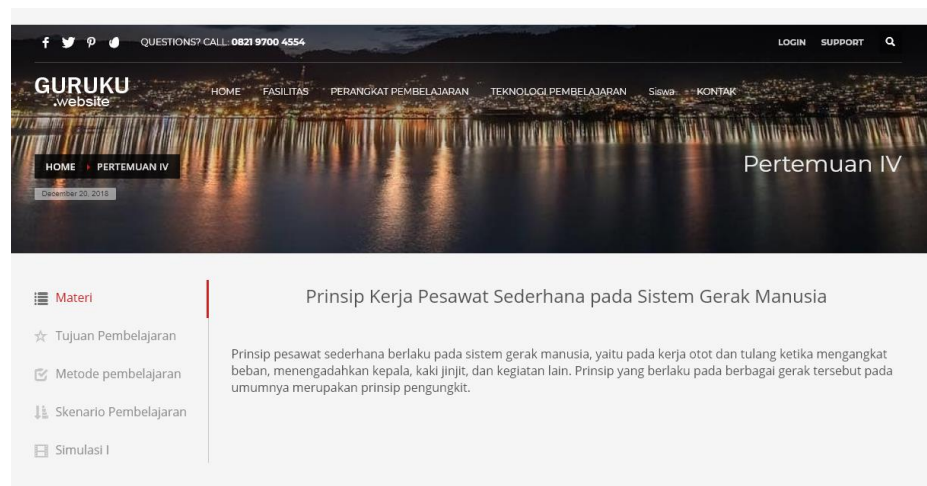 QUESTIONS? CALL: 0821 9700 4554
LOGIN SUPPORT
GURUKU
.website
HOME FASILITAS PERANGKAT PEMBELAJARAN TEKNOLOGI PEMBELAJARAN Siswa KONTAK
HOME PERTEMUAN IV
Pertemuan IV
December 20, 2018
Materi
Tujuan Pembelajaran
Metode pembelajaran
Skenario Pembelajaran
Simulasi I
Prinsip Kerja Pesawat Sederhana pada Sistem Gerak Manusia
Prinsip pesawat sederhana berlaku pada sistem gerak manusia, yaitu pada kerja otot dan tulang ketika mengangkat
beban, menengadahkan kepala, kaki jinjit, dan kegiatan lain. Prinsip yang berlaku pada berbagai gerak tersebut pada
umumnya merupakan prinsip pengungkit.